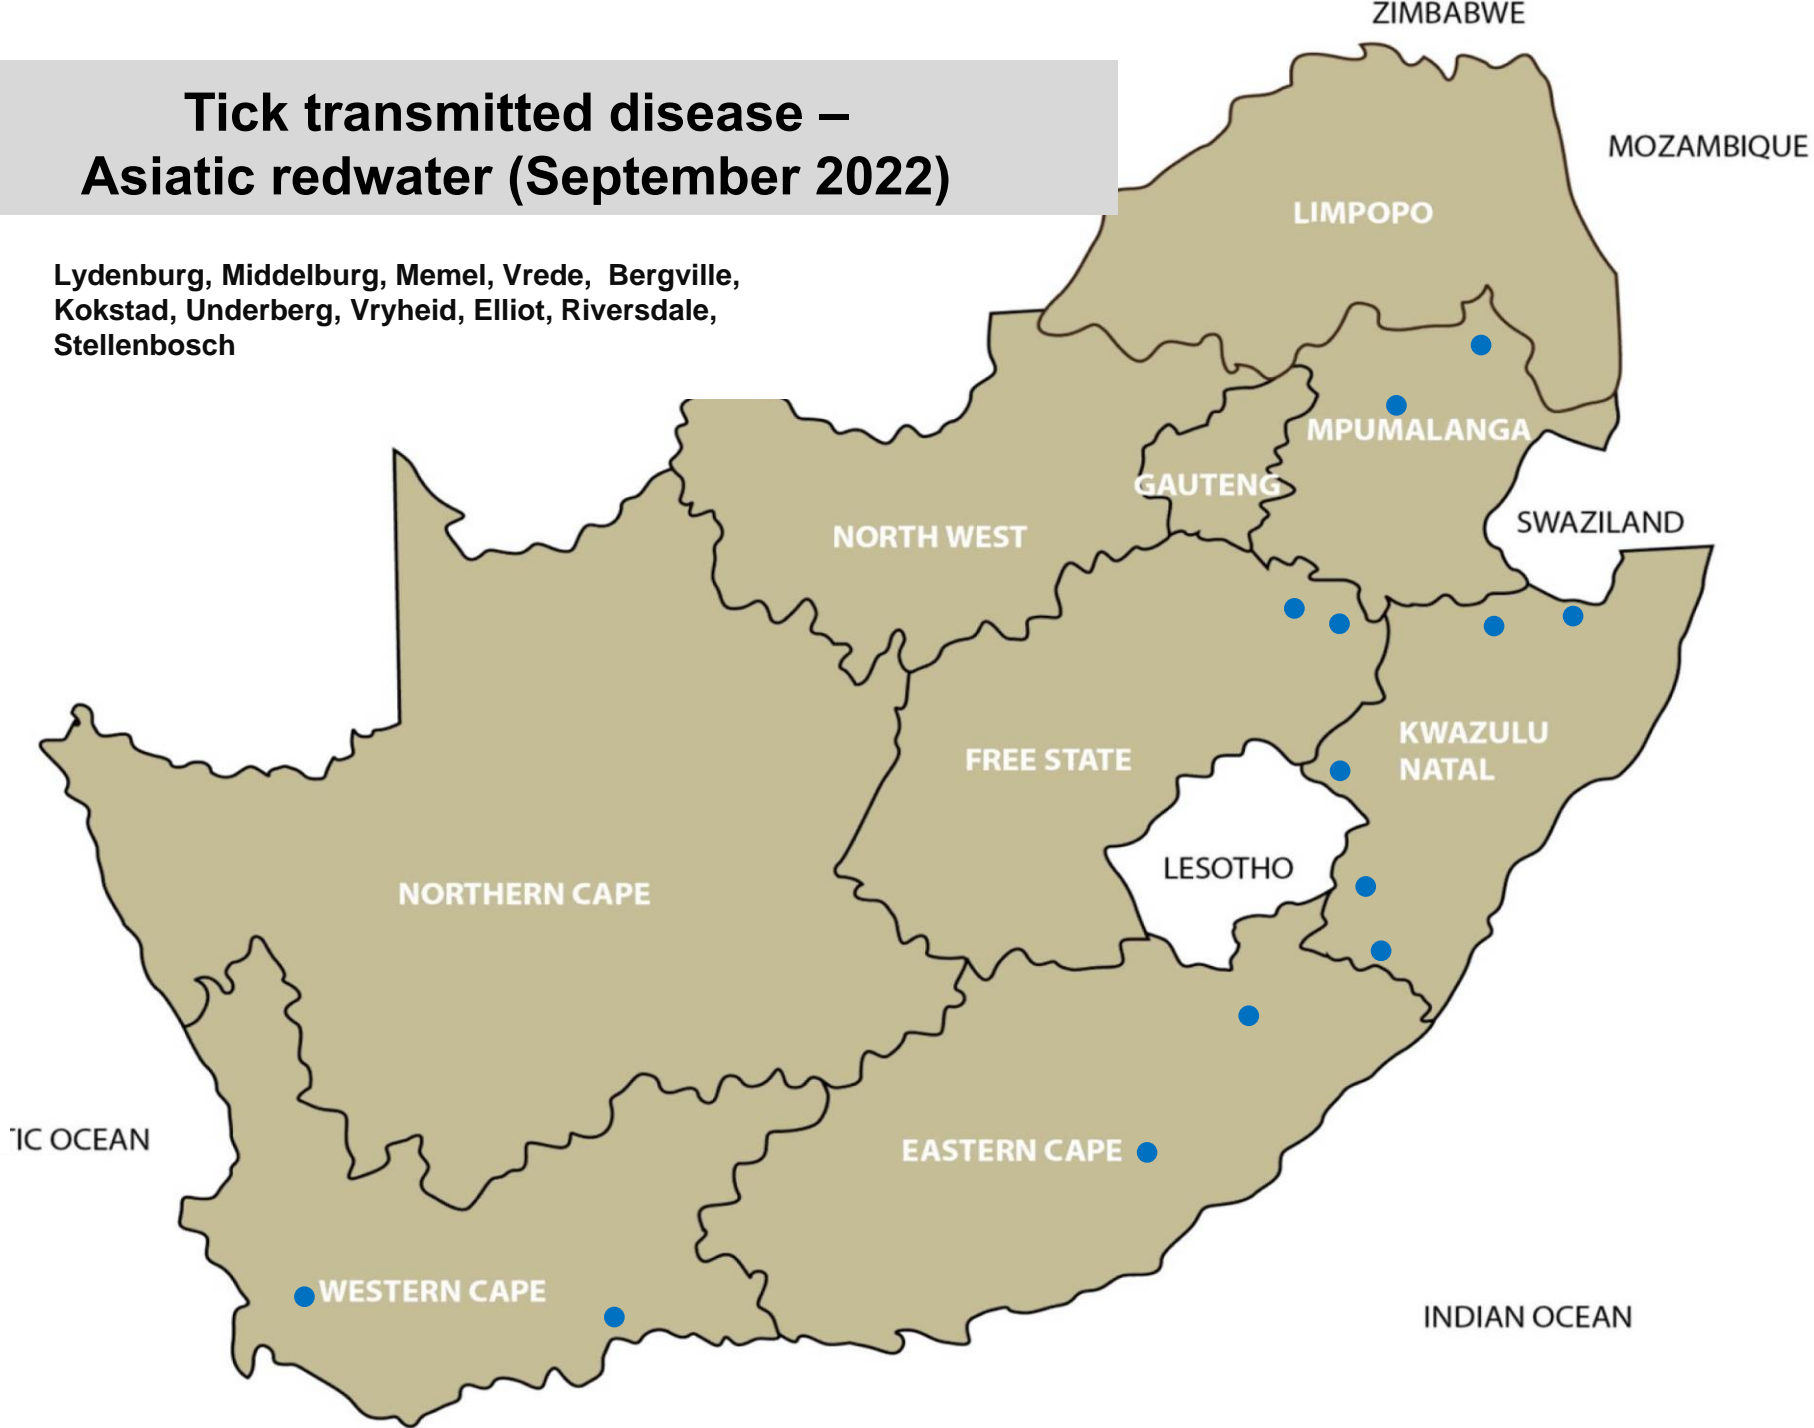 ZIMBABWE
Tick transmitted disease –
Asiatic redwater (September 2022)
MOZAMBIQUE
LIMPOPO
Lydenburg, Middelburg, Memel, Vrede,  Bergville,
Kokstad, Underberg, Vryheid, Elliot, Riversdale,
Stellenbosch
MPUMALANGA
GAUTENG
SWAZILAND
NORTH WEST
KWAZULU
NATAL
FREE STATE
LESOTHO
NORTHERN CAPE
TIC OCEAN
EASTERN CAPE
WESTERN CAPE
INDIAN OCEAN